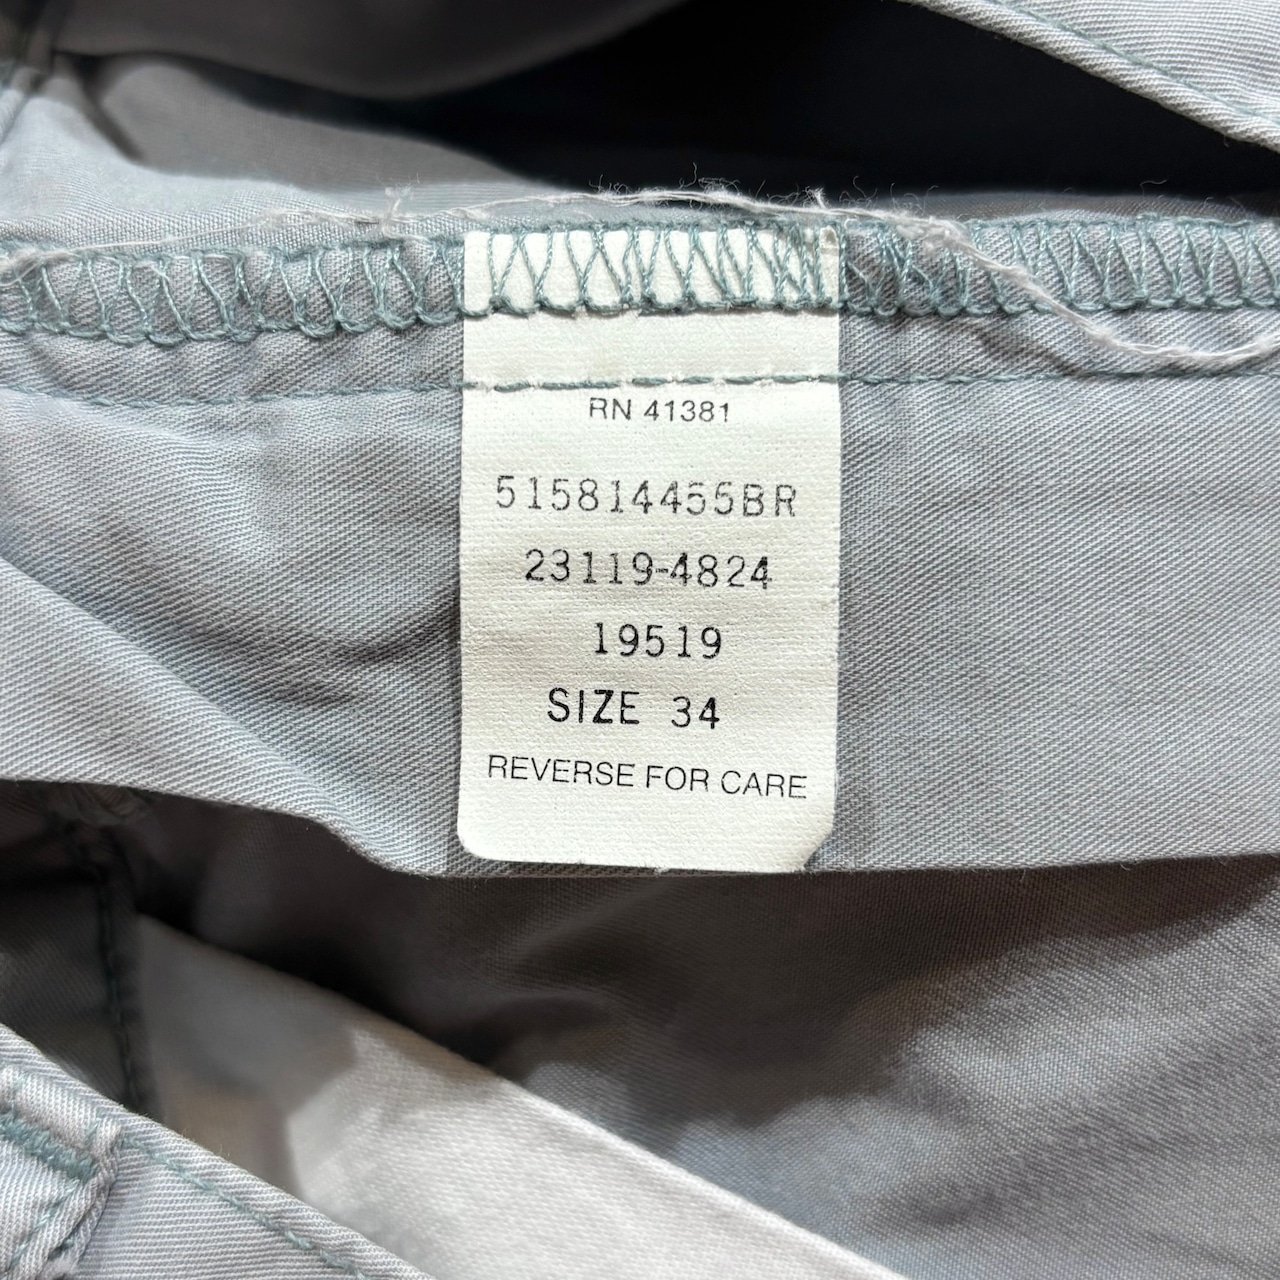 RN 41381
515814455BR
23119-4824
19519
SIZE 34
REVERSE FOR CARE